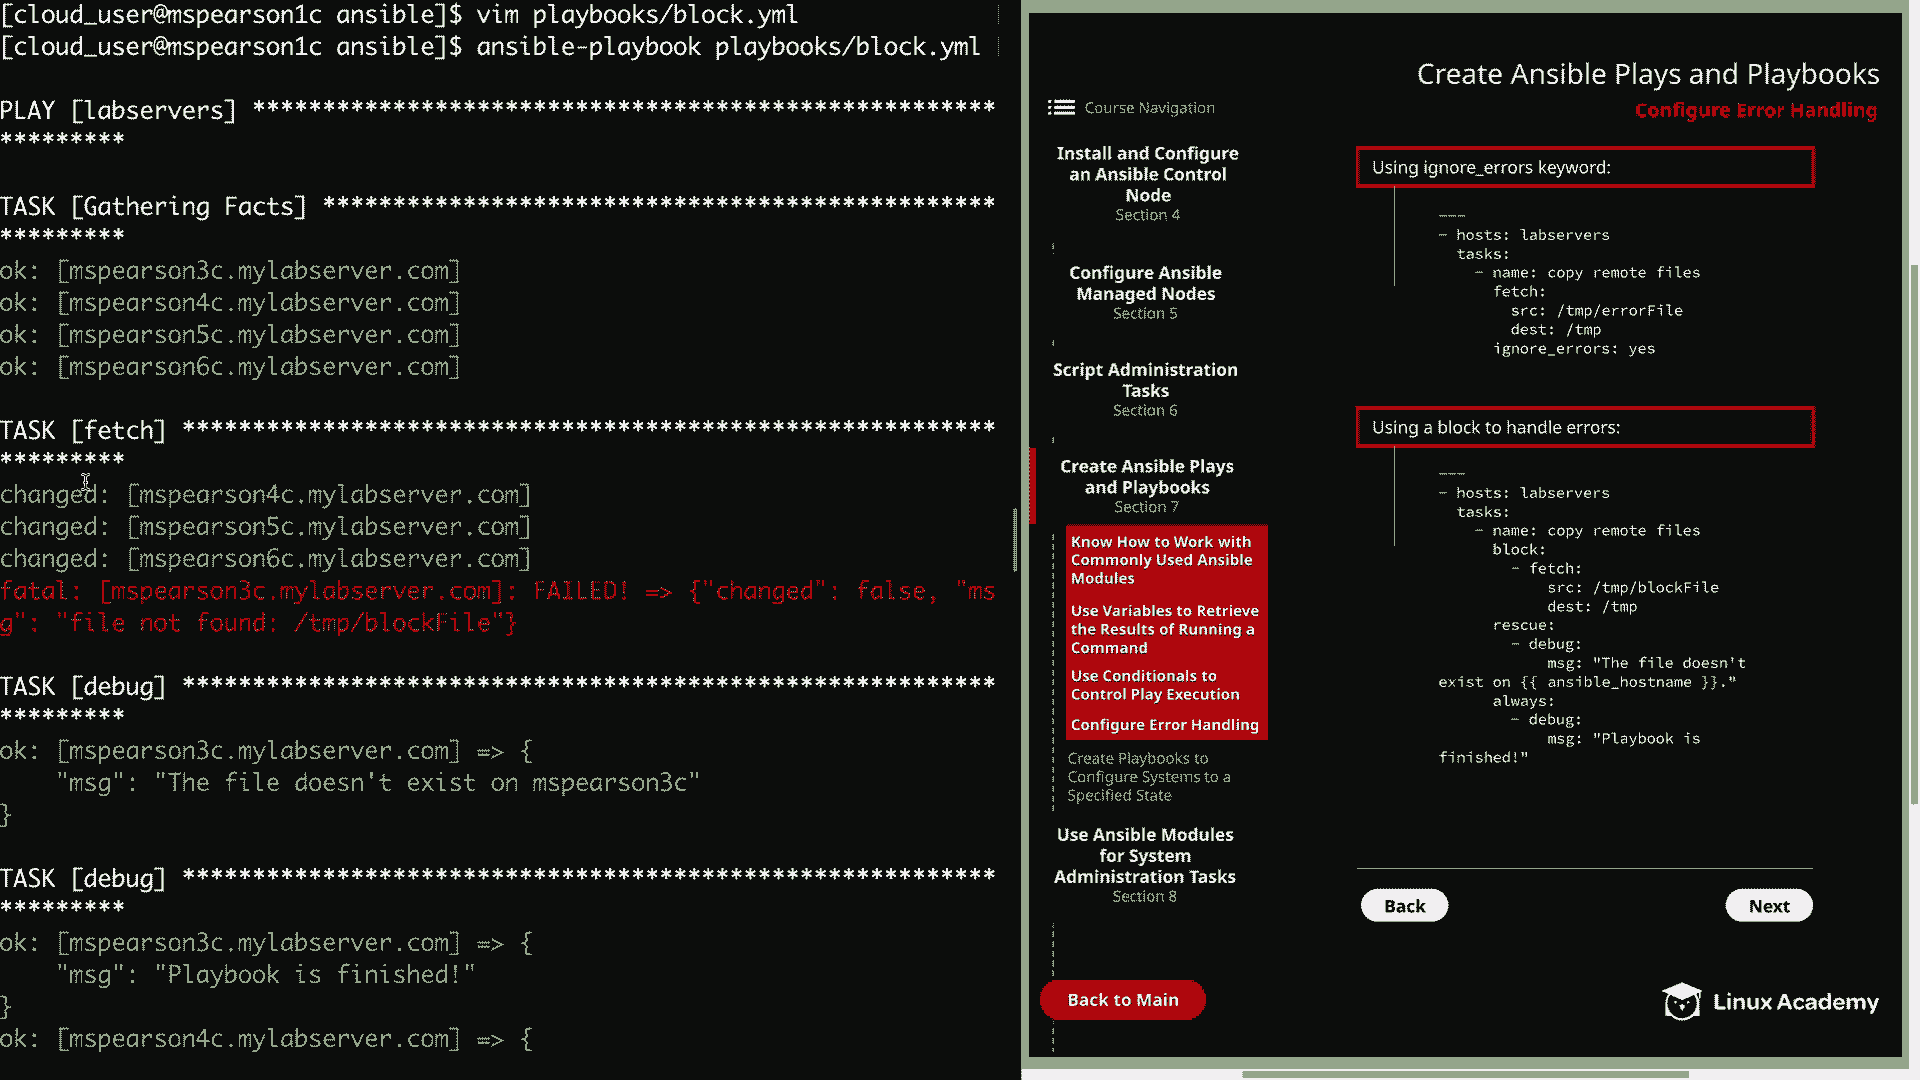 [cloud_user@mspearson1c ansible]$ vim playbooks/block.yml
[cloud_user@mspearson1c ansible]$ ansible-playbook playbooks/block.yml
PLAY [labservers] *****************************************************
*********
TASK [Gathering Facts] ************************************************
*********
ok: [mspearson3c.mylabserver.com]
ok: [mspearson4c.mylabserver.com]
ok: [mspearson5c.mylabserver.com]
ok: [mspearson6c.mylabserver.com]
TASK [fetch] **********************************************************
*********
changed: [mspearson4c.mylabserver.com]
changed: [mspearson5c.mylabserver.com]
changed: [mspearson6c.mylabserver.com]
fatal: [mspearson3c.mylabserver.com]: FAILED! => {"changed": false, "ms
g": "file not found: /tmp/blockFile"}
TASK [debug] **********************************************************
*********
ok: [mspearson3c.mylabserver.com] => {
    "msg": "The file doesn't exist on mspearson3c"
}
TASK [debug] **********************************************************
*********
ok: [mspearson3c.mylabserver.com] => {
    "msg": "Playbook is finished!"
}
ok: [mspearson4c.mylabserver.com] => {
Create Ansible Plays and Playbooks
Configure Error Handling
Course Navigation
Install and Configure
an Ansible Control
Node
Section 4
Configure Ansible
Managed Nodes
Section 5
Script Administration
Tasks
Section 6
Create Ansible Plays
and Playbooks
Section 7
Know How to Work with
Commonly Used Ansible
Modules
Use Variables to Retrieve
the Results of Running a
Command
Use Conditionals to
Control Play Execution
Configure Error Handling
Create Playbooks to
Configure Systems to a
Specified State
Use Ansible Modules
for System
Administration Tasks
Section 8
Back to Main
Using ignore_errors keyword:
---
- hosts: labservers
  tasks:
    - name: copy remote files
      fetch:
        src: /tmp/errorFile
        dest: /tmp
      ignore_errors: yes
Using a block to handle errors:
---
- hosts: labservers
  tasks:
    - name: copy remote files
      block:
        - fetch:
            src: /tmp/blockFile
            dest: /tmp
      rescue:
        - debug:
            msg: "The file doesn't
exist on {{ ansible_hostname }}."
      always:
        - debug:
            msg: "Playbook is
finished!"
Back
Next
Linux Academy